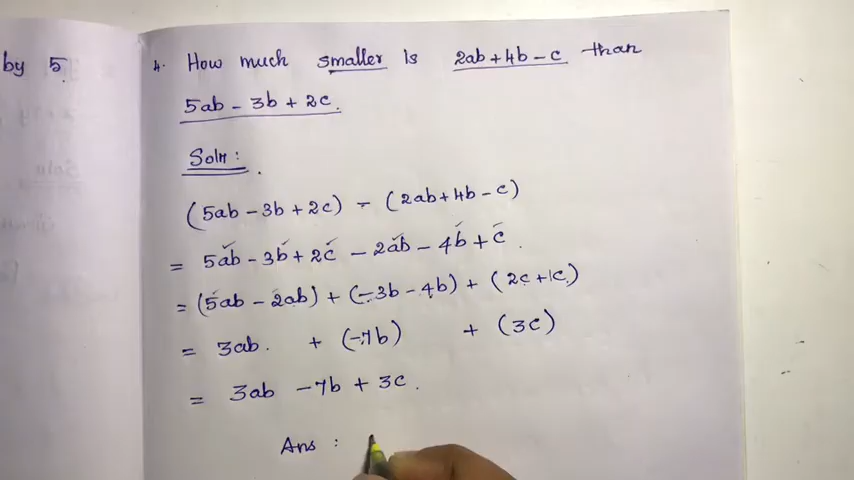 by 5
4. How much smaller is 2ab + 4b - c than
5ab - 3b + 2c.
Soln :
(5ab - 3b + 2c) - (2ab + 4b - c)
= 5ab - 3b + 2c - 2ab - 4b + c .
= (5ab - 2ab) + (-3b - 4b) + (2c + 1c)
= 3ab . + (-7b) + (3c)
= 3ab - 7b + 3c .
Ans :